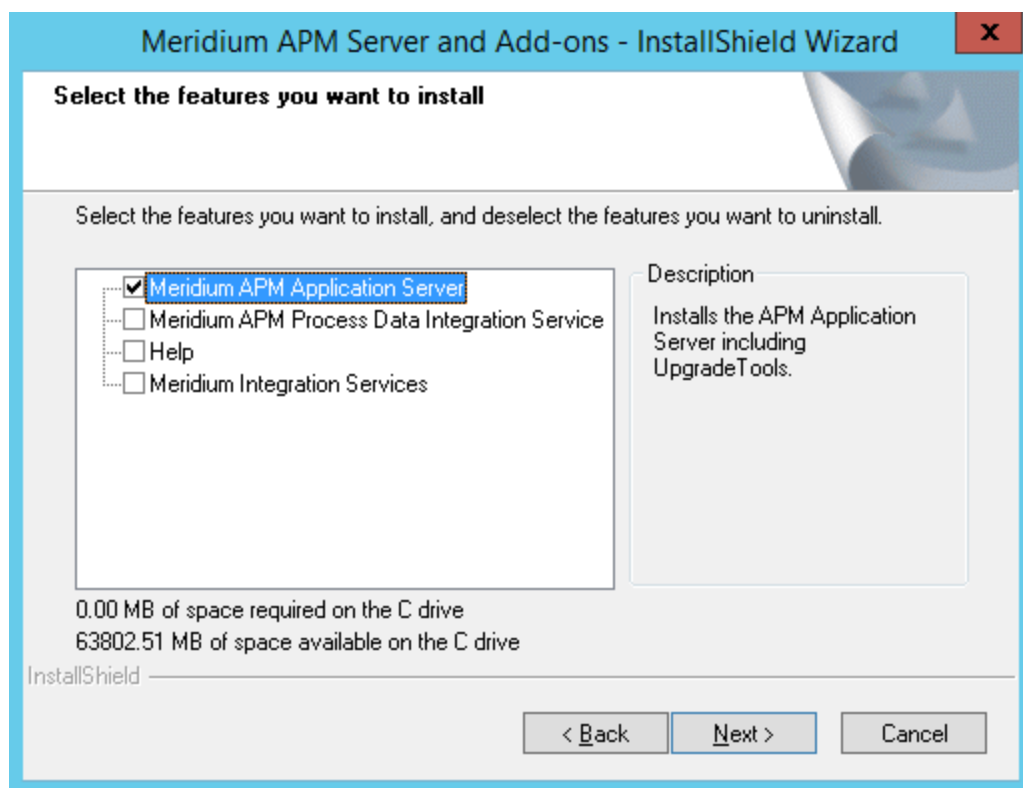 Meridium APM Server and Add-ons - InstallShield Wizard
x
Select the features you want to install
Select the features you want to install, and deselect the features you want to uninstall.
Meridium APM Application Server
Meridium APM Process Data Integration Service
Help
Meridium Integration Services
Description
Installs the APM Application
Server including
UpgradeTools.
0.00 MB of space required on the C drive
63802.51 MB of space available on the C drive
InstallShield
< Back
Next >
Cancel